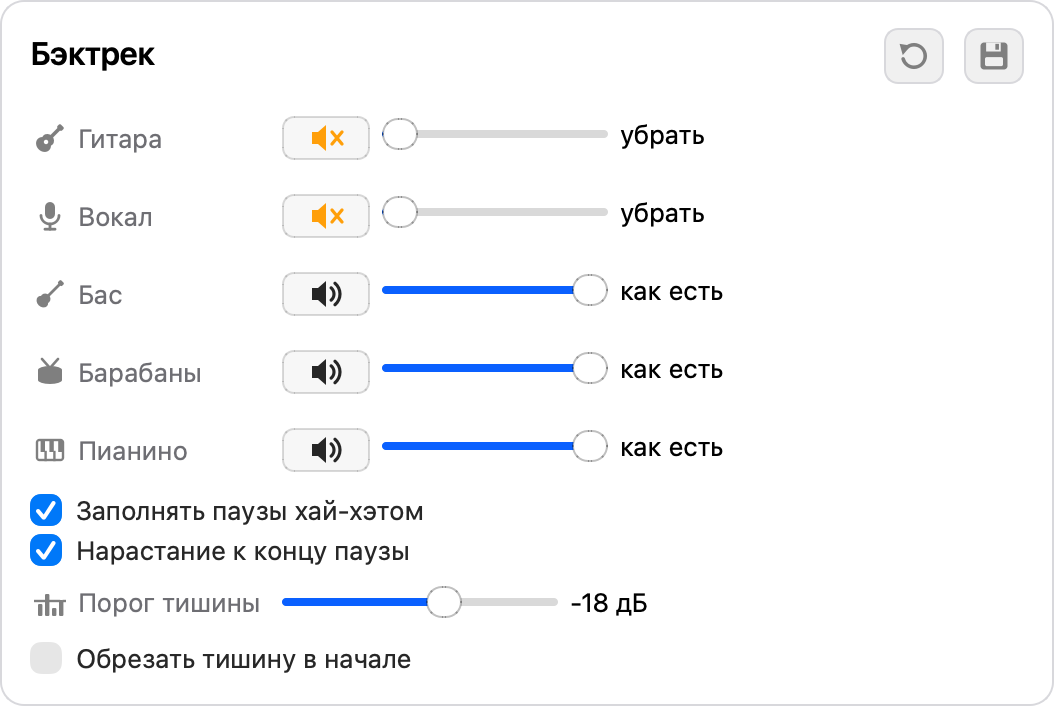 Бэктрек
Гитара убрать
Вокал убрать
Бас как есть
Барабаны как есть
Пианино как есть
Заполнять паузы хай-хэтом
Нарастание к концу паузы
Порог тишины -18 дБ
Обрезать тишину в начале